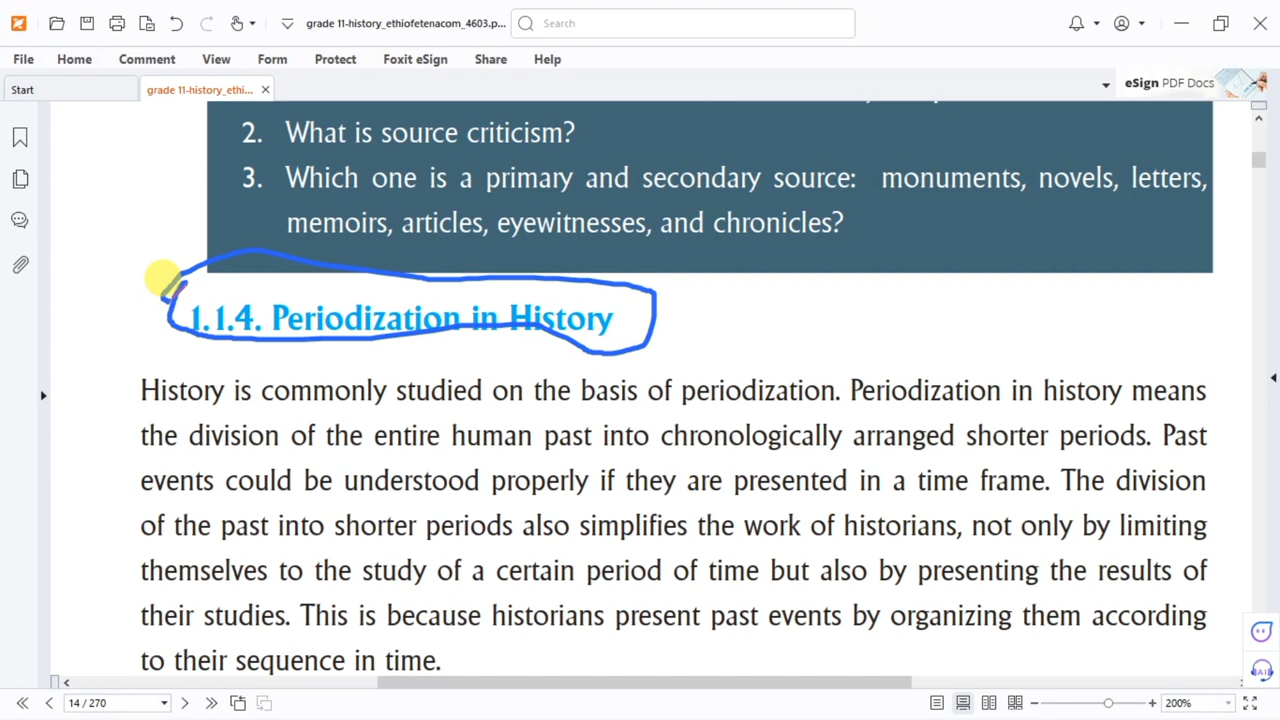 grade 11-history_ethiofetenacom_4603.p...
Search
File Home Comment View Form Protect Foxit eSign Share Help
Start
grade 11-history_ethi...
eSign PDF Docs
2. What is source criticism?
3. Which one is a primary and secondary source: monuments, novels, letters,
memoirs, articles, eyewitnesses, and chronicles?
1.1.4. Periodization in History
History is commonly studied on the basis of periodization. Periodization in history means
the division of the entire human past into chronologically arranged shorter periods. Past
events could be understood properly if they are presented in a time frame. The division
of the past into shorter periods also simplifies the work of historians, not only by limiting
themselves to the study of a certain period of time but also by presenting the results of
their studies. This is because historians present past events by organizing them according
to their sequence in time.
14 / 270
200%